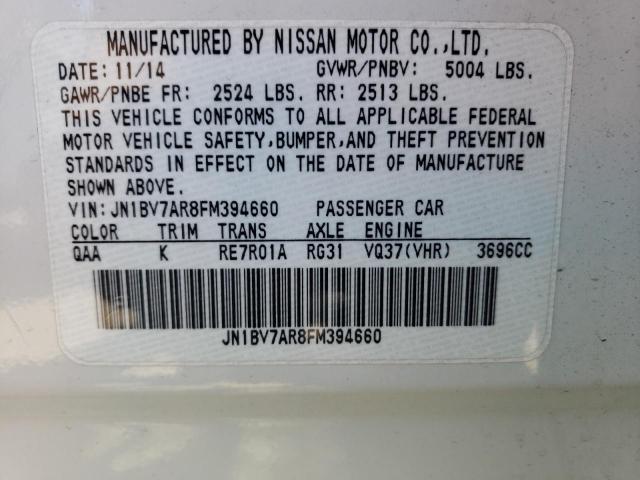 MANUFACTURED BY NISSAN MOTOR CO.,LTD.
DATE: 11/14 GVWR/PNBV: 5004 LBS.
GAWR/PNBE FR: 2524 LBS. RR: 2513 LBS.
THIS VEHICLE CONFORMS TO ALL APPLICABLE FEDERAL
MOTOR VEHICLE SAFETY,BUMPER,AND THEFT PREVENTION
STANDARDS IN EFFECT ON THE DATE OF MANUFACTURE
SHOWN ABOVE.
VIN:JN1BV7AR8FM394660 PASSENGER CAR
COLOR TRIM TRANS AXLE ENGINE
QAA K RE7R01A RG31 VQ37(VHR) 3696CC
JN1BV7AR8FM394660